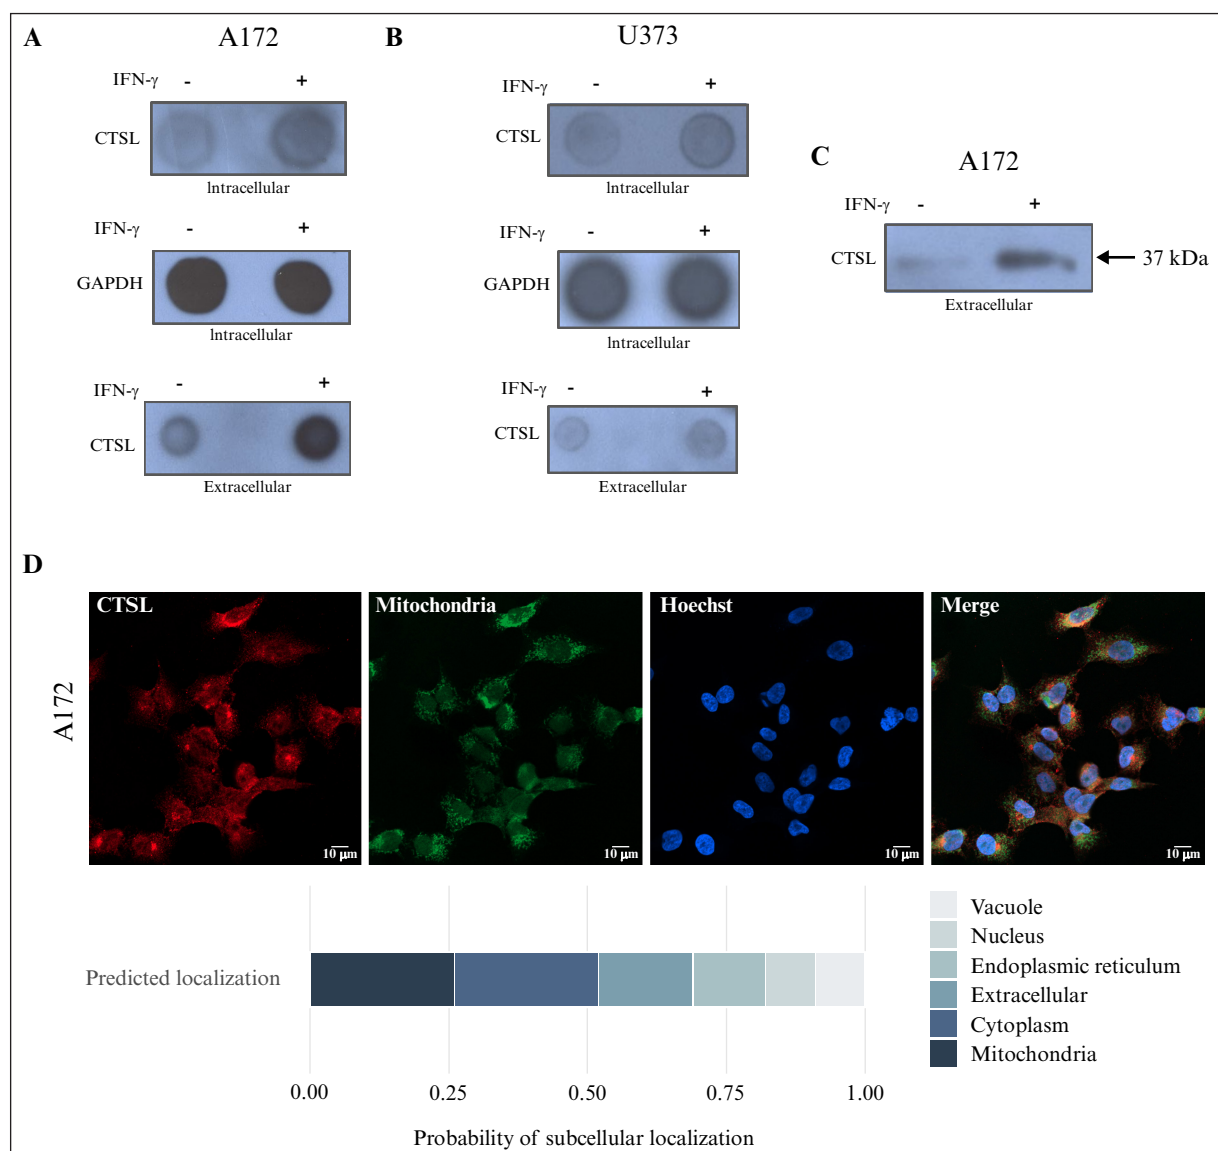 A
A172
IFN-γ - +
CTSL
Intracellular
IFN-γ - +
GAPDH
Intracellular
IFN-γ - +
CTSL
Extracellular
B
U373
IFN-γ - +
CTSL
Intracellular
IFN-γ - +
GAPDH
Intracellular
IFN-γ - +
CTSL
Extracellular
C
A172
IFN-γ - +
CTSL
37 kDa
Extracellular
D
A172
CTSL
10 μm
Mitochondria
10 μm
Hoechst
10 μm
Merge
10 μm
Predicted localization
0.00 0.25 0.50 0.75 1.00
Probability of subcellular localization
Vacuole
Nucleus
Endoplasmic reticulum
Extracellular
Cytoplasm
Mitochondria